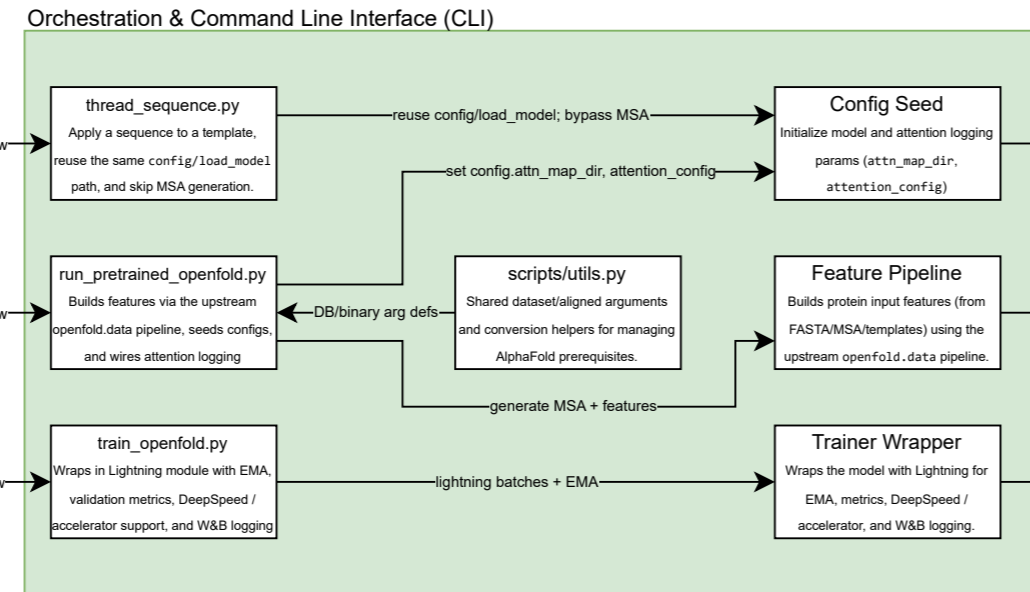 Orchestration & Command Line Interface (CLI)
thread_sequence.py
Apply a sequence to a template,
reuse the same config/load_model
path, and skip MSA generation.
reuse config/load_model; bypass MSA
Config Seed
Initialize model and attention logging
params (attn_map_dir,
attention_config)
set config.attn_map_dir, attention_config
run_pretrained_openfold.py
Builds features via the upstream
openfold.data pipeline, seeds configs,
and wires attention logging
DB/binary arg defs
scripts/utils.py
Shared dataset/aligned arguments
and conversion helpers for managing
AlphaFold prerequisites.
Feature Pipeline
Builds protein input features (from
FASTA/MSA/templates) using the
upstream openfold.data pipeline.
generate MSA + features
train_openfold.py
Wraps in Lightning module with EMA,
validation metrics, DeepSpeed /
accelerator support, and W&B logging
lightning batches + EMA
Trainer Wrapper
Wraps the model with Lightning for
EMA, metrics, DeepSpeed /
accelerator, and W&B logging.